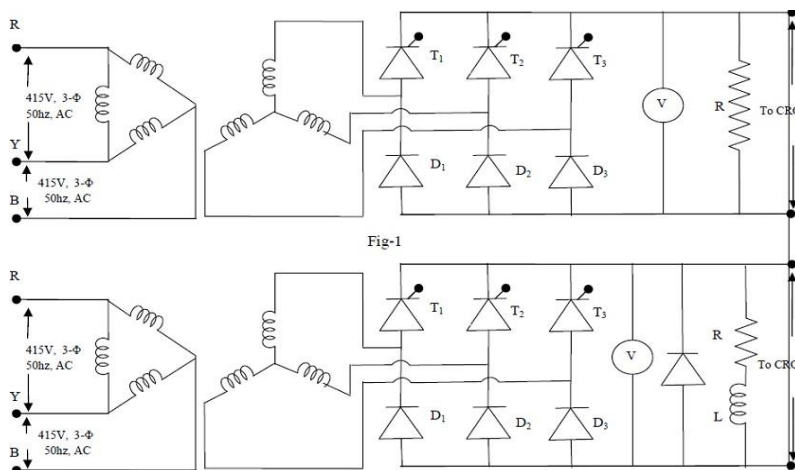 R
415V, 3-Φ
50hz, AC
Y
415V, 3-Φ
50hz, AC
B
T1
T2
T3
D1
D2
D3
V
R
To CRO
Fig-1
R
415V, 3-Φ
50hz, AC
Y
415V, 3-Φ
50hz, AC
B
T1
T2
T3
D1
D2
D3
V
R
L
To CRO